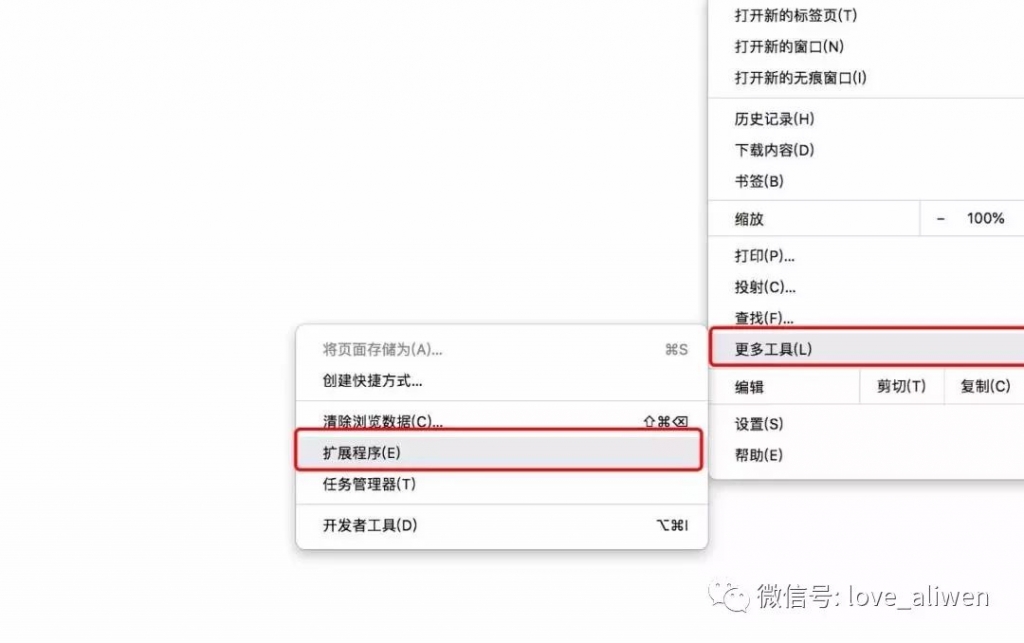 打开新的标签页(T)
打开新的窗口(N)
打开新的无痕窗口(I)
历史记录(H)
下载内容(D)
书签(B)
缩放 － 100%
打印(P)...
投射(C)...
查找(F)...
更多工具(L)
编辑 剪切(T) 复制(C)
设置(S)
帮助(E)
将页面存储为(A)... ⌘S
创建快捷方式...
清除浏览数据(C)... ⇧⌘⌫
扩展程序(E)
任务管理器(T)
开发者工具(D) ⌥⌘I
微信号: love_aliwen